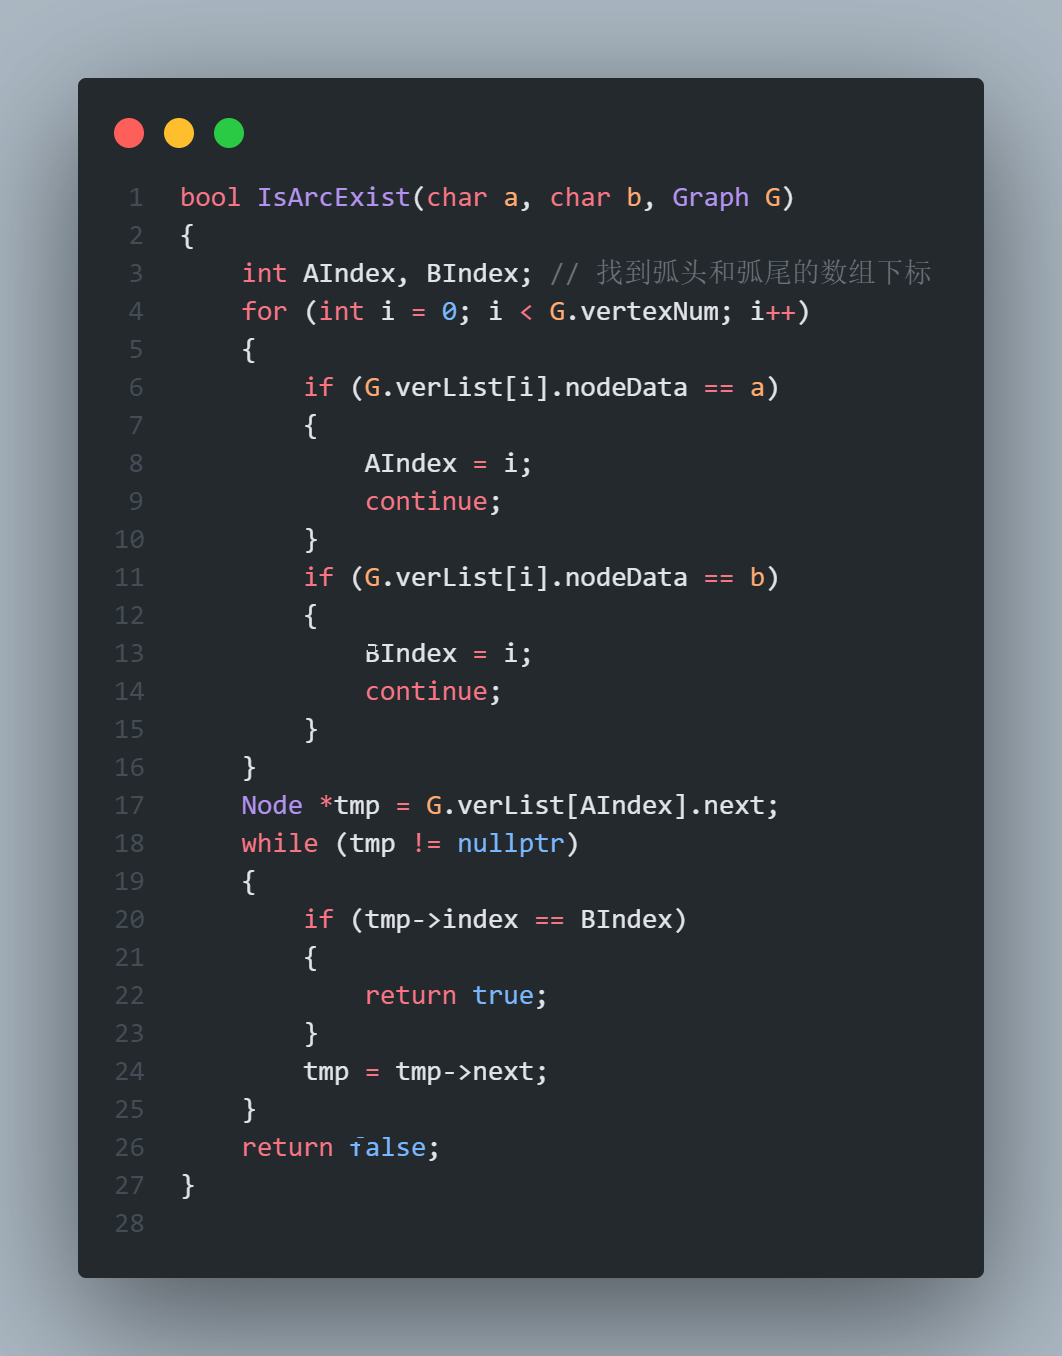 1 bool IsArcExist(char a, char b, Graph G)
2 {
3     int AIndex, BIndex; // 找到弧头和弧尾的数组下标
4     for (int i = 0; i < G.vertexNum; i++)
5     {
6         if (G.verList[i].nodeData == a)
7         {
8             AIndex = i;
9             continue;
10         }
11         if (G.verList[i].nodeData == b)
12         {
13             BIndex = i;
14             continue;
15         }
16     }
17     Node *tmp = G.verList[AIndex].next;
18     while (tmp != nullptr)
19     {
20         if (tmp->index == BIndex)
21         {
22             return true;
23         }
24         tmp = tmp->next;
25     }
26     return false;
27 }
28